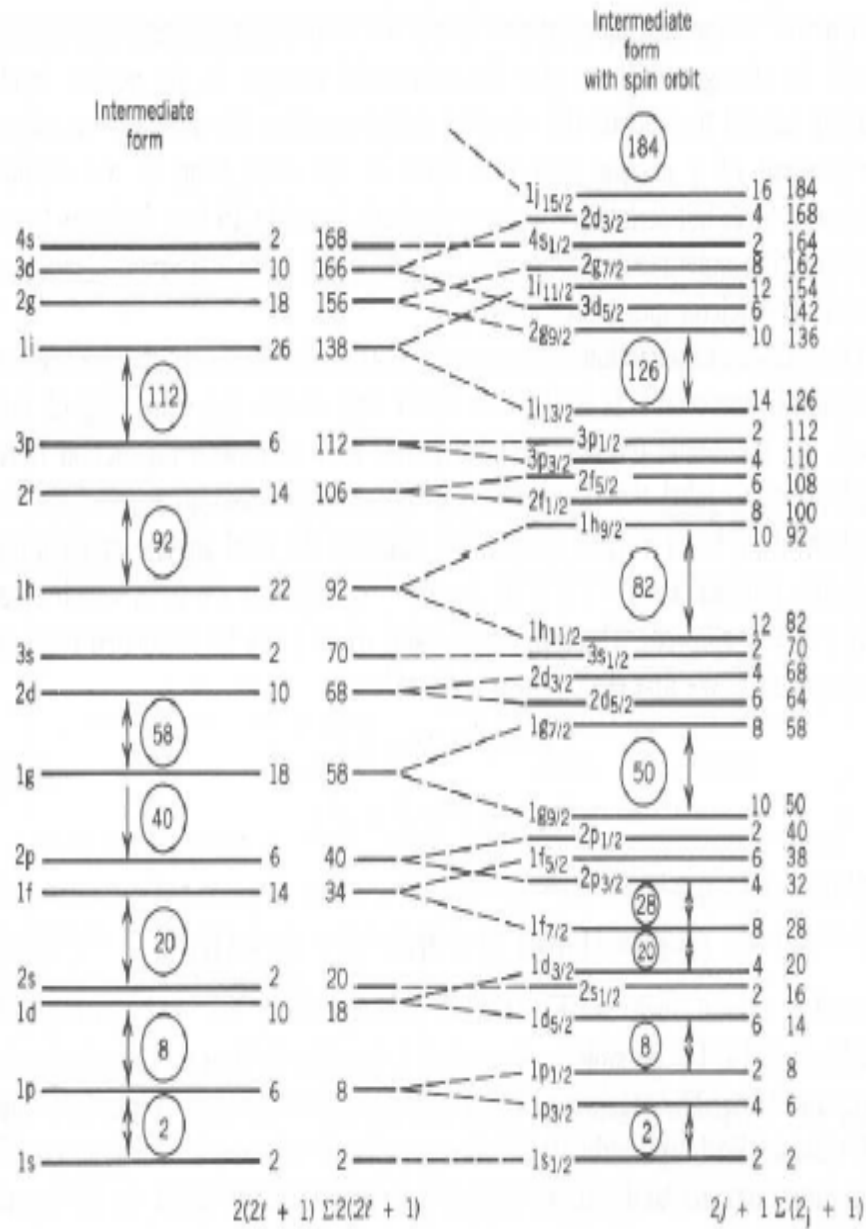 Intermediate
form
Intermediate
form
with spin orbit
184
1j15/2 16 184
2d3/2 4 168
4s 2 168 4s1/2 2 164
3d 10 166 2g7/2 8 162
2g 18 156 1i11/2 12 154
3d5/2 6 142
2g9/2 10 136
1i 26 138
112
126
1i13/2 14 126
3p 6 112 3p1/2 2 112
3p3/2 4 110
2f 14 106 2f5/2 6 108
2f1/2 8 100
1h9/2 10 92
92
82
1h 22 92
1h11/2 12 82
3s 2 70 3s1/2 2 70
2d 10 68 2d3/2 4 68
2d5/2 6 64
1g7/2 8 58
58
50
1g 18 58
40
1g9/2 10 50
2p1/2 2 40
2p 6 40 1f5/2 6 38
1f 14 34 2p3/2 4 32
28
1f7/2 8 28
20
20
1d3/2 4 20
2s 2 20 2s1/2 2 16
1d 10 18 1d5/2 6 14
8
8
1p1/2 2 8
1p 6 8 1p3/2 4 6
2
2
1s 2 2 1s1/2 2 2
2(2ℓ + 1) Σ2(2ℓ + 1) 2j + 1 Σ(2j + 1)